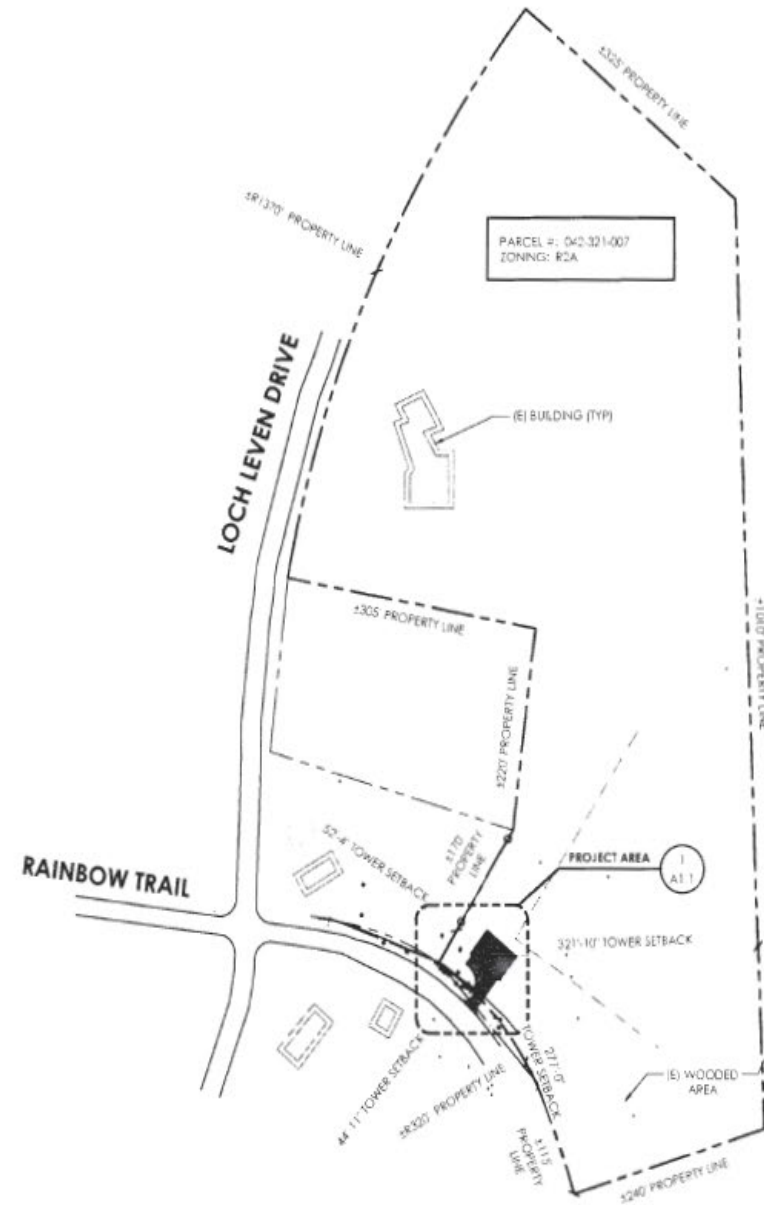 ±325' PROPERTY LINE
±R1370' PROPERTY LINE
PARCEL #: 042-321-007
ZONING: R2A
LOCH LEVEN DRIVE
(E) BUILDING (TYP)
±305' PROPERTY LINE
±1010' PROPERTY LINE
±220' PROPERTY LINE
52'-4" TOWER SETBACK
±170'
PROPERTY
LINE
PROJECT AREA
1
A1.1
RAINBOW TRAIL
321'-10" TOWER SETBACK
277'-0"
TOWER
SETBACK
44'-11" TOWER SETBACK
±R320' PROPERTY LINE
(E) WOODED
AREA
±115'
PROPERTY
LINE
±240' PROPERTY LINE